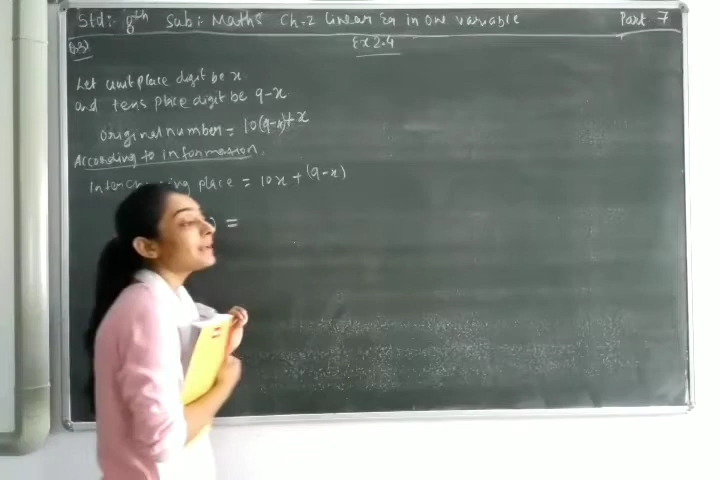 Std:- 8th Sub:- Maths Ch-2 Linear Eq in One variable Part 7
Q.3) Ex 2.4
Let unit place digit be x
and tens place digit be 9-x
original number = 10(9-x)+x
According to information,
Interchanging place = 10x + (9-x)
=